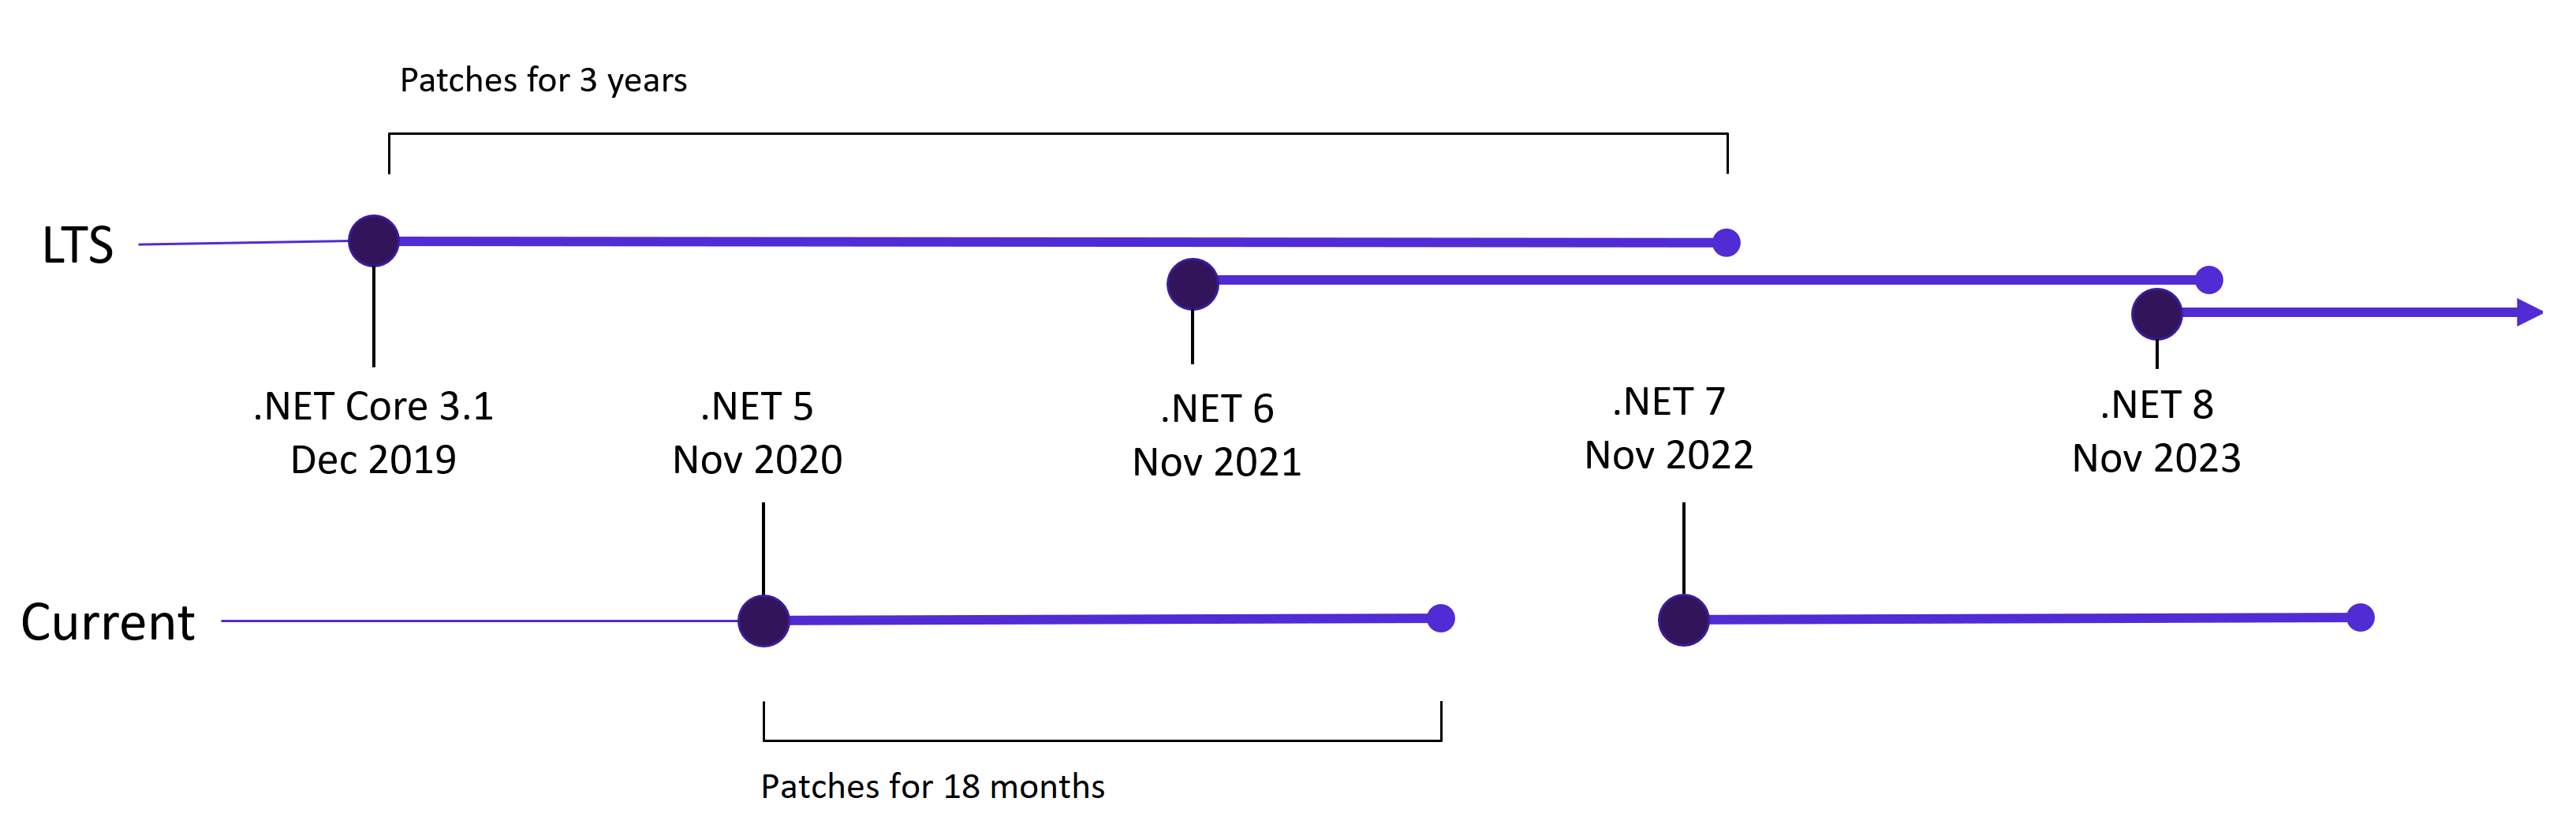 Patches for 3 years
LTS
.NET Core 3.1
Dec 2019
.NET 5
Nov 2020
.NET 6
Nov 2021
.NET 7
Nov 2022
.NET 8
Nov 2023
Current
Patches for 18 months